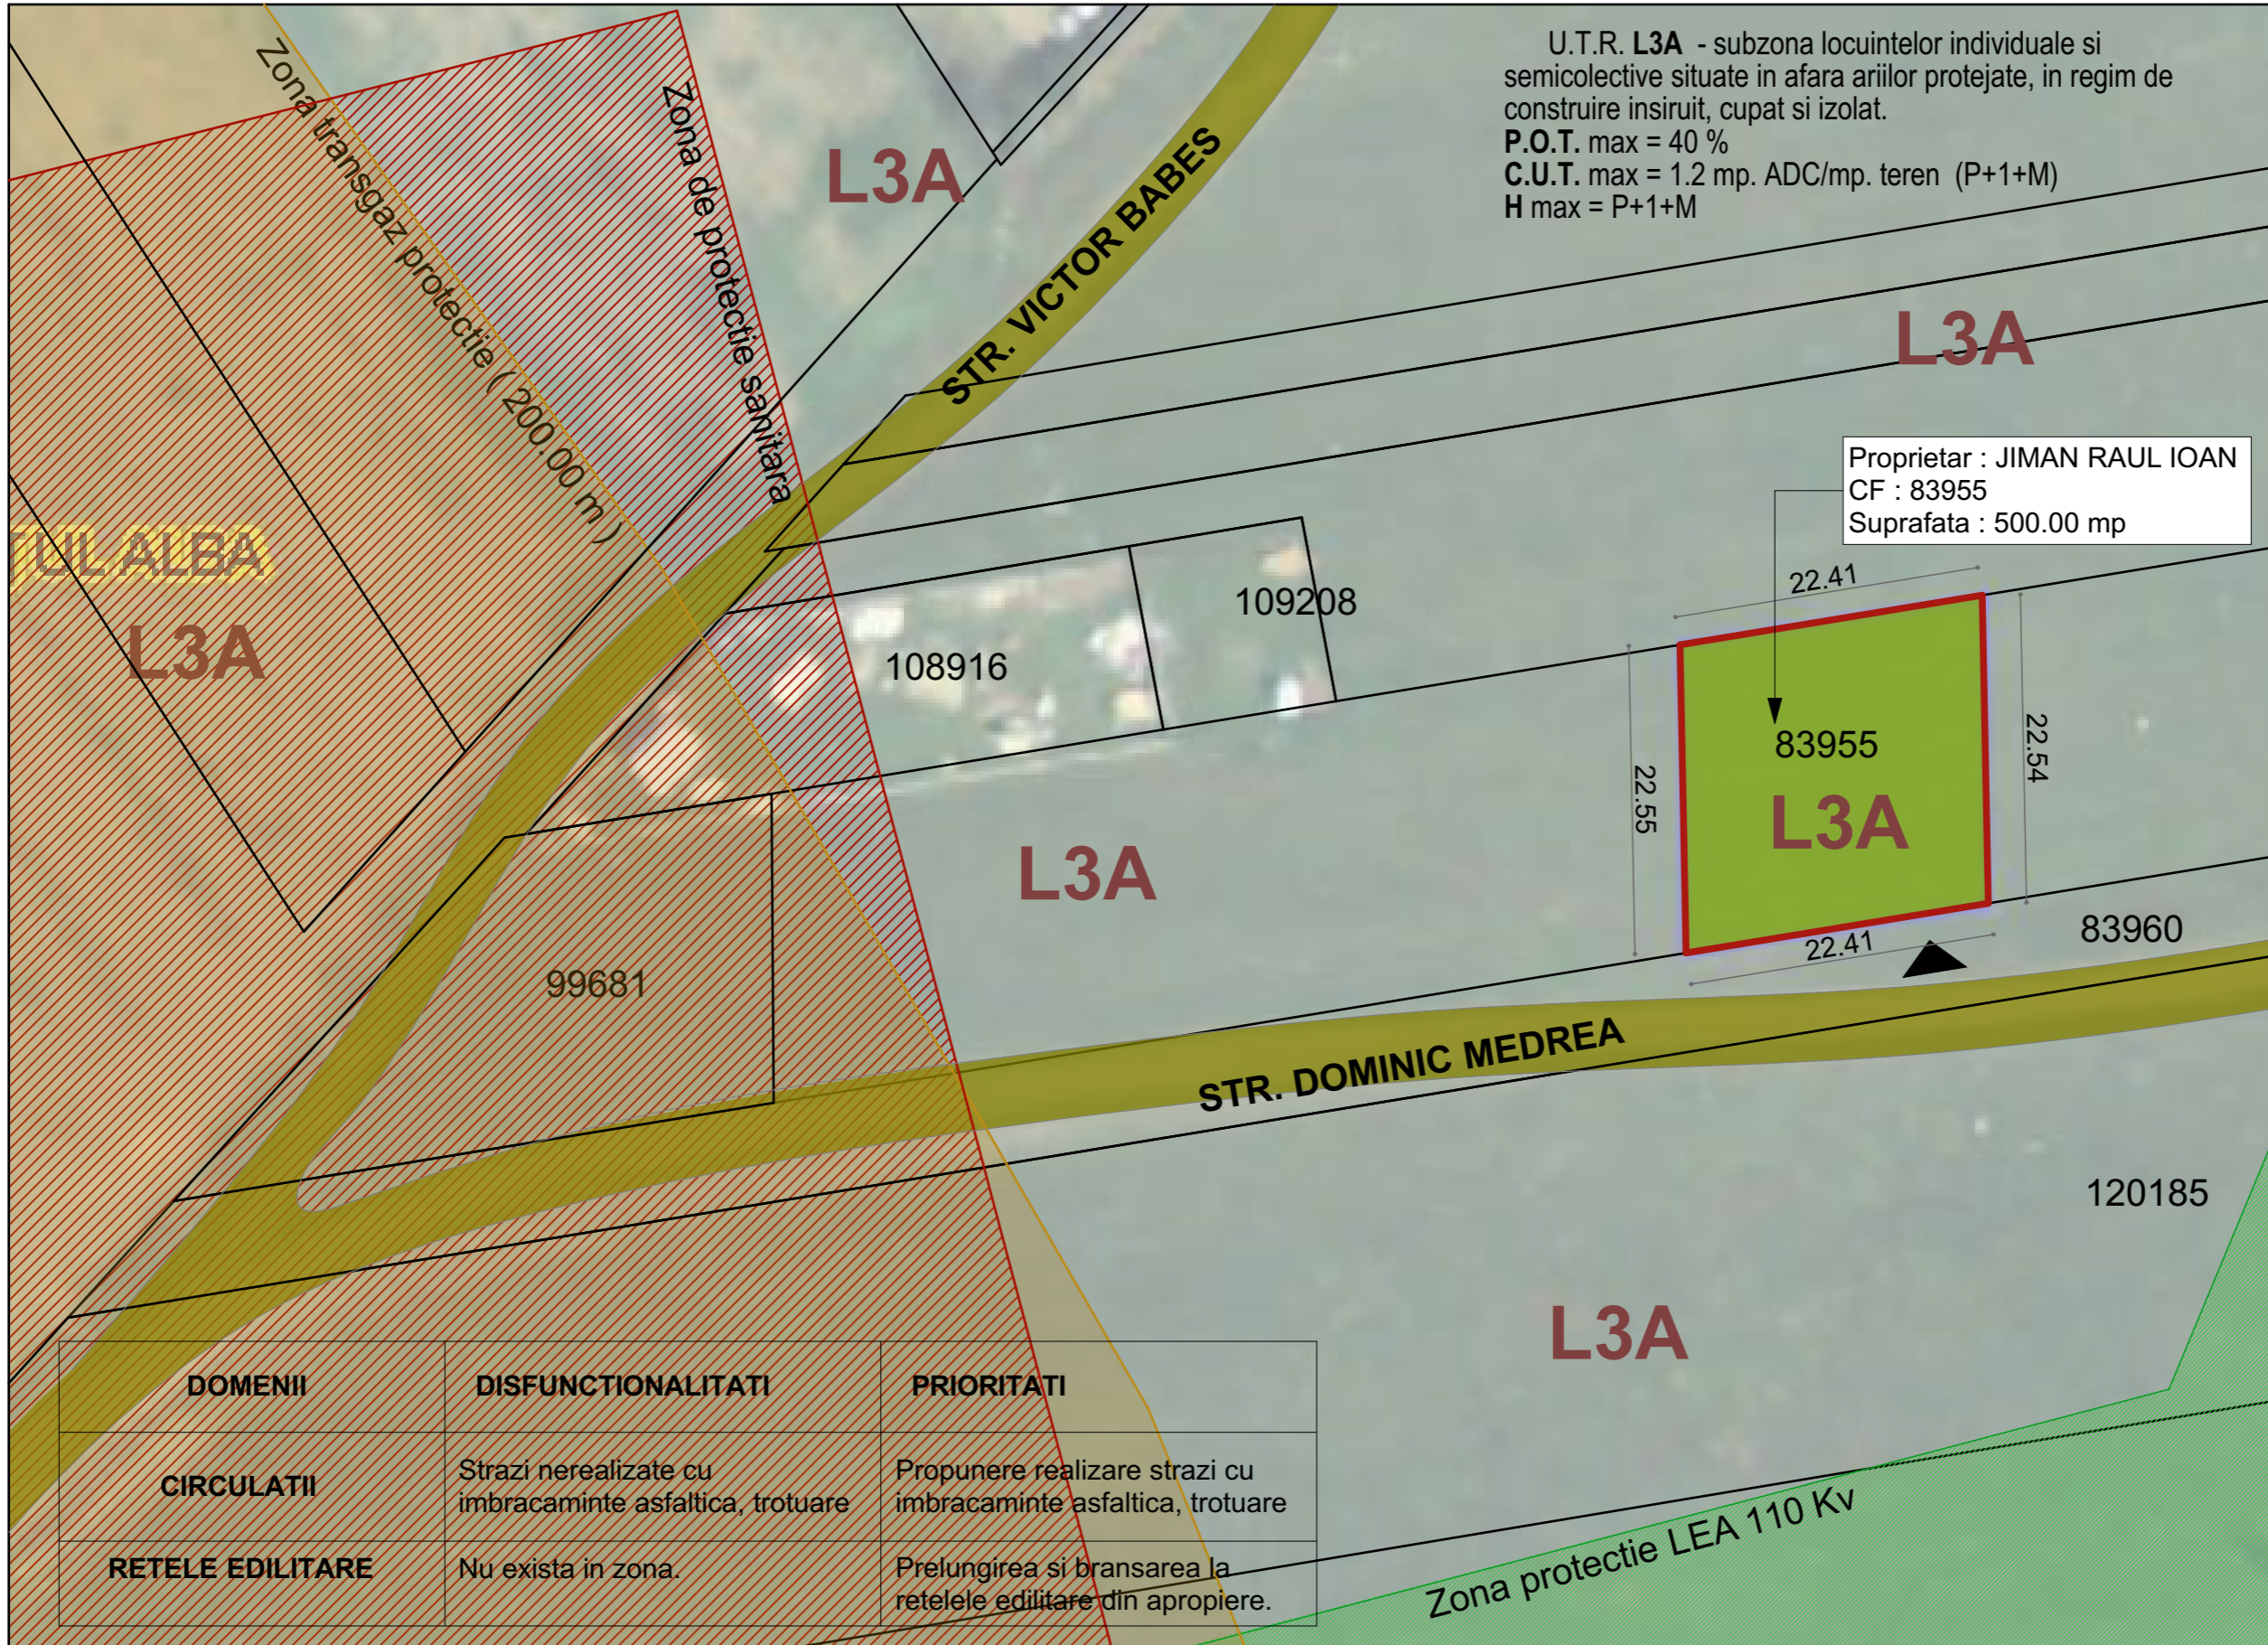 U.T.R. L3A - subzona locuintelor individuale si
semicolective situate in afara ariilor protejate, in regim de
construire insiruit, cupat si izolat.
P.O.T. max = 40 %
C.U.T. max = 1.2 mp. ADC/mp. teren (P+1+M)
H max = P+1+M
Zona transgaz protectie ( 200.00 m )
Zona de protectie sanitara
L3A
STR. VICTOR BABES
L3A
Proprietar : JIMAN RAUL IOAN
CF : 83955
Suprafata : 500.00 mp
TUL ALBA
L3A
108916
109208
22.41
22.55
22.54
83955
L3A
22.41
83960
L3A
99681
STR. DOMINIC MEDREA
120185
L3A
Zona protectie LEA 110 Kv
DOMENII
DISFUNCTIONALITATI
PRIORITATI
CIRCULATII
Strazi nerealizate cu
imbracaminte asfaltica, trotuare
Propunere realizare strazi cu
imbracaminte asfaltica, trotuare
RETELE EDILITARE
Nu exista in zona.
Prelungirea si bransarea la
retelele edilitare din apropiere.